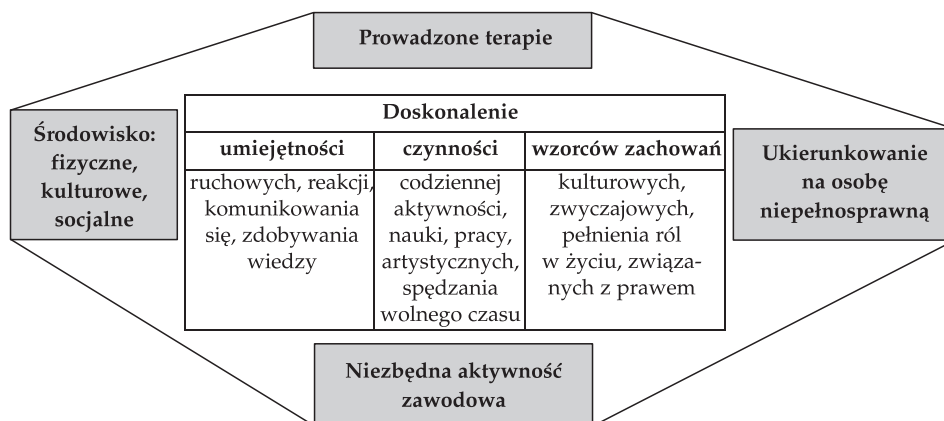 Prowadzone terapie
Środowisko:
fizyczne,
kulturowe,
socjalne
Doskonalenie
umiejętności
ruchowych, reakcji,
komunikowania
się, zdobywania
wiedzy
czynności
codziennej
aktywności,
nauki, pracy,
artystycznych,
spędzania
wolnego czasu
wzorców zachowań
kulturowych,
zwyczajowych,
pełnienia ról
w życiu, związa-
nych z prawem
Ukierunkowanie
na osobę
niepełnosprawną
Niezbędna aktywność
zawodowa